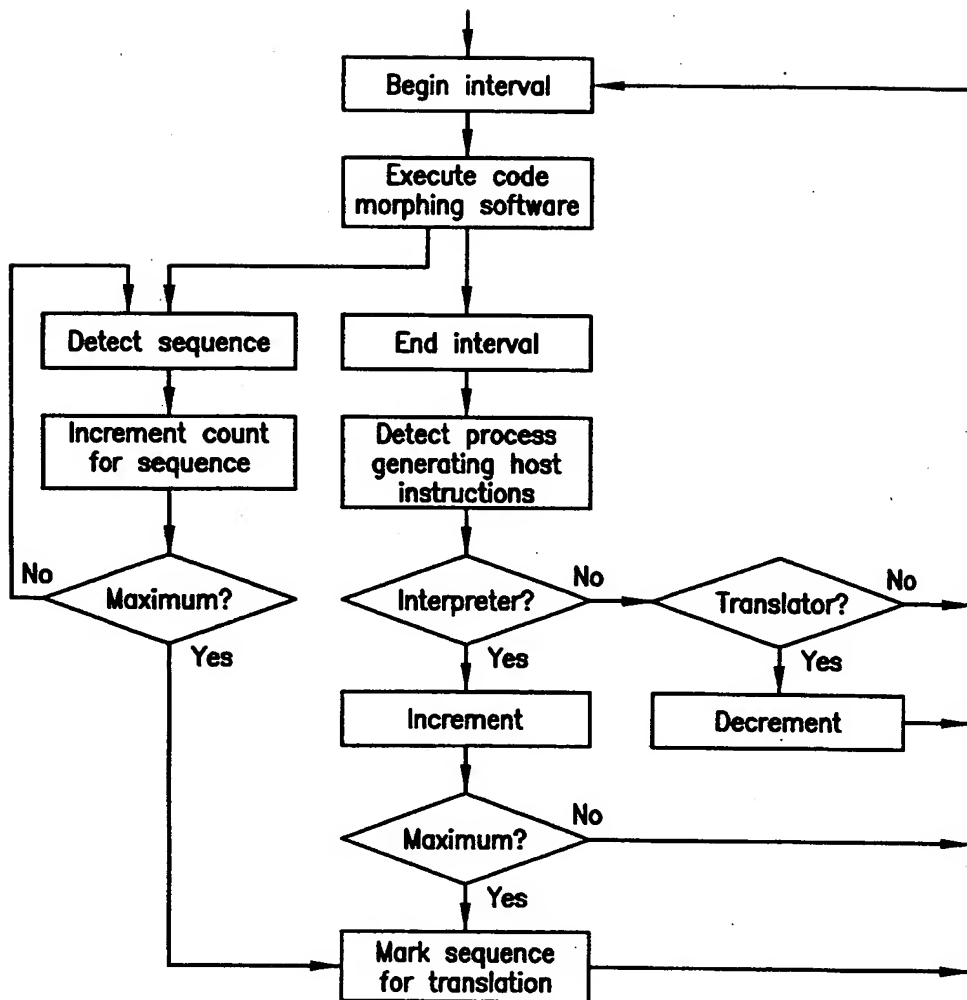 Begin interval
Execute code
morphing software
Detect sequence
End interval
Increment count
for sequence
Detect process
generating host
instructions
No
Maximum?
Yes
Interpreter?
No
Yes
Translator?
No
Yes
Increment
Decrement
Maximum?
No
Yes
Mark sequence
for translation